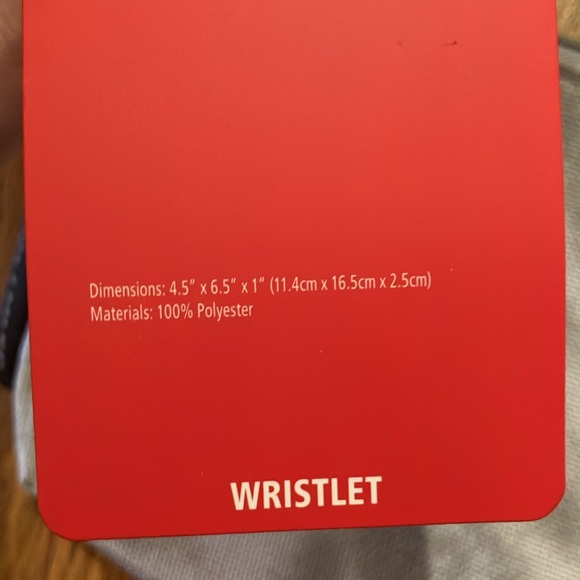 Dimensions: 4.5" x 6.5" x 1" (11.4cm x 16.5cm x 2.5cm)
Materials: 100% Polyester
WRISTLET